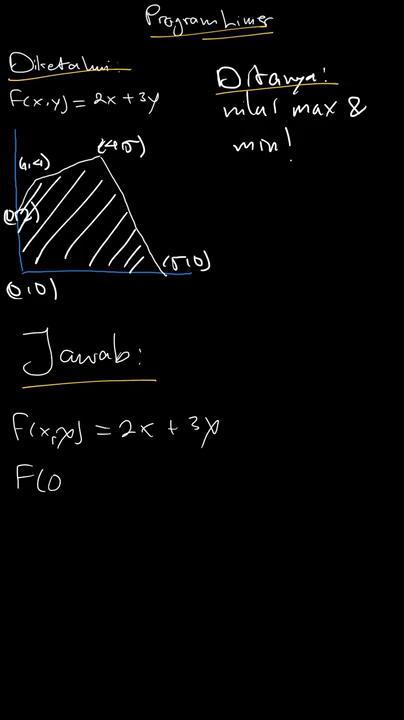 Program Linier
Diketahui:
F(x,y) = 2x + 3y
Ditanya:
nilai max &
min!
(4,5)
(1,4)
(0,2)
(5,0)
(0,0)
Jawab:
F(x,y) = 2x + 3y
F(0